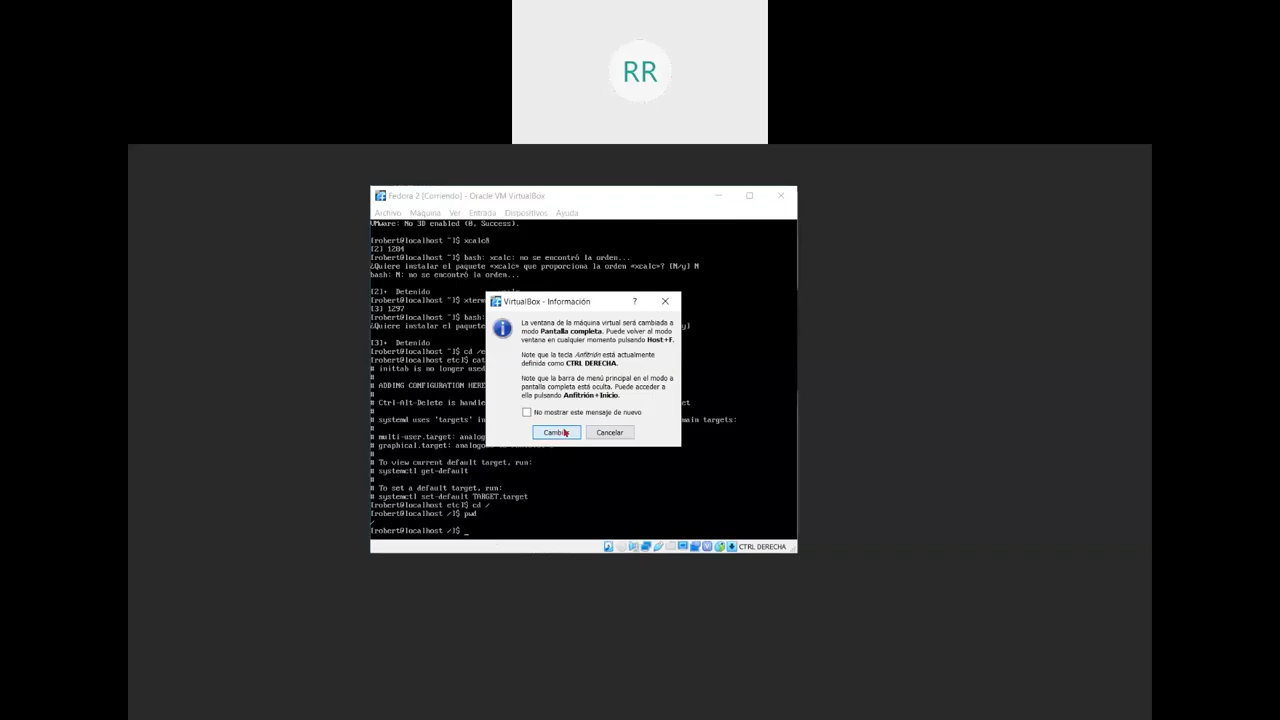 RR
Fedora 2 [Corriendo] - Oracle VM VirtualBox
Archivo Máquina Ver Entrada Dispositivos Ayuda
VMware: No 3D enabled (0, Success).
[robert@localhost ~]$ xcalc&
[2] 1284
[robert@localhost ~]$ bash: xcalc: no se encontró la orden...
¿Quiere instalar el paquete «xcalc» que proporciona la orden «xcalc»? [N/y] N
bash: N: no se encontró la orden...
[2]+ Detenido
[robert@localhost ~]$ xterm
[3] 1297
[robert@localhost ~]$ bash:
¿Quiere instalar el paquete
[3]+ Detenido
[robert@localhost ~]$ cd /e
[robert@localhost etc]$ cat
# inittab is no longer used
#
# ADDING CONFIGURATION HERE
#
# Ctrl-Alt-Delete is handle
#
# systemd uses 'targets' in main targets:
#
# multi-user.target: analog
# graphical.target: analogo
#
# To view current default target, run:
# systemctl get-default
#
# To set a default target, run:
# systemctl set-default TARGET.target
[robert@localhost etc]$ cd /
[robert@localhost /]$ pwd
/
[robert@localhost /]$ _
VirtualBox - Información
? ×
La ventana de la máquina virtual será cambiada a
modo Pantalla completa. Puede volver al modo
ventana en cualquier momento pulsando Host+F.
Note que la tecla Anfitrión está actualmente
definida como CTRL DERECHA.
Note que la barra de menú principal en el modo a
pantalla completa está oculta. Puede acceder a
ella pulsando Anfitrión+Inicio.
No mostrar este mensaje de nuevo
Cancelar
CTRL DERECHA